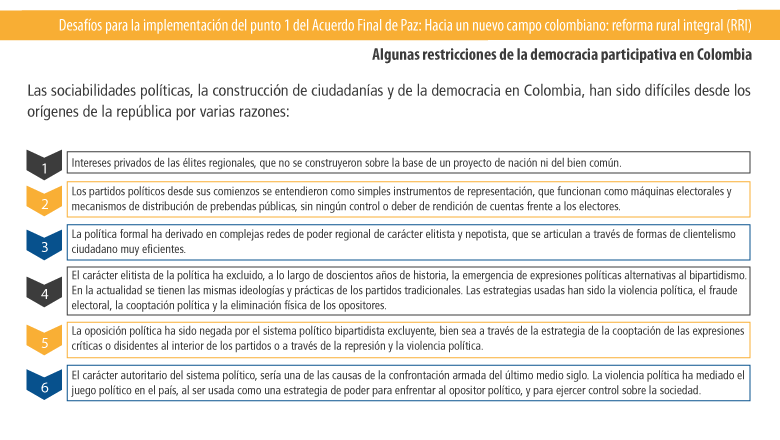 Desafíos para la implementación del punto 1 del Acuerdo Final de Paz: Hacia un nuevo campo colombiano: reforma rural integral (RRI)
Algunas restricciones de la democracia participativa en Colombia
Las sociabilidades políticas, la construcción de ciudadanías y de la democracia en Colombia, han sido difíciles desde los
orígenes de la república por varias razones:
1 Intereses privados de las élites regionales, que no se construyeron sobre la base de un proyecto de nación ni del bien común.
2 Los partidos políticos desde sus comienzos se entendieron como simples instrumentos de representación, que funcionan como máquinas electorales y
mecanismos de distribución de prebendas públicas, sin ningún control o deber de rendición de cuentas frente a los electores.
3 La política formal ha derivado en complejas redes de poder regional de carácter elitista y nepotista, que se articulan a través de formas de clientelismo
ciudadano muy eficientes.
4 El carácter elitista de la política ha excluido, a lo largo de doscientos años de historia, la emergencia de expresiones políticas alternativas al bipartidismo.
En la actualidad se tienen las mismas ideologías y prácticas de los partidos tradicionales. Las estrategias usadas han sido la violencia política, el fraude
electoral, la cooptación política y la eliminación física de los opositores.
5 La oposición política ha sido negada por el sistema político bipartidista excluyente, bien sea a través de la estrategia de la cooptación de las expresiones
críticas o disidentes al interior de los partidos o a través de la represión y la violencia política.
6 El carácter autoritario del sistema político, sería una de las causas de la confrontación armada del último medio siglo. La violencia política ha mediado el
juego político en el país, al ser usada como una estrategia de poder para enfrentar al opositor político, y para ejercer control sobre la sociedad.